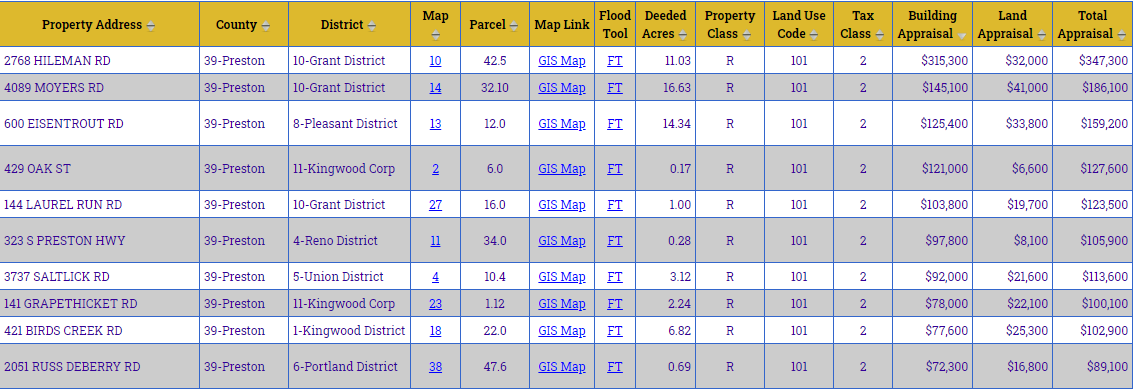 Property Address County District Map Parcel Map Link Flood Tool Deeded Acres Property Class Land Use Code Tax Class Building Appraisal Land Appraisal Total Appraisal
2768 HILEMAN RD 39-Preston 10-Grant District 10 42.5 GIS Map FT 11.03 R 101 2 $315,300 $32,000 $347,300
4089 MOYERS RD 39-Preston 10-Grant District 14 32.10 GIS Map FT 16.63 R 101 2 $145,100 $41,000 $186,100
600 EISENTROUT RD 39-Preston 8-Pleasant District 13 12.0 GIS Map FT 14.34 R 101 2 $125,400 $33,800 $159,200
429 OAK ST 39-Preston 11-Kingwood Corp 2 6.0 GIS Map FT 0.17 R 101 2 $121,000 $6,600 $127,600
144 LAUREL RUN RD 39-Preston 10-Grant District 27 16.0 GIS Map FT 1.00 R 101 2 $103,800 $19,700 $123,500
323 S PRESTON HWY 39-Preston 4-Reno District 11 34.0 GIS Map FT 0.28 R 101 2 $97,800 $8,100 $105,900
3737 SALTLICK RD 39-Preston 5-Union District 4 10.4 GIS Map FT 3.12 R 101 2 $92,000 $21,600 $113,600
141 GRAPETHICKET RD 39-Preston 11-Kingwood Corp 23 1.12 GIS Map FT 2.24 R 101 2 $78,000 $22,100 $100,100
421 BIRDS CREEK RD 39-Preston 1-Kingwood District 18 22.0 GIS Map FT 6.82 R 101 2 $77,600 $25,300 $102,900
2051 RUSS DEBERRY RD 39-Preston 6-Portland District 38 47.6 GIS Map FT 0.69 R 101 2 $72,300 $16,800 $89,100